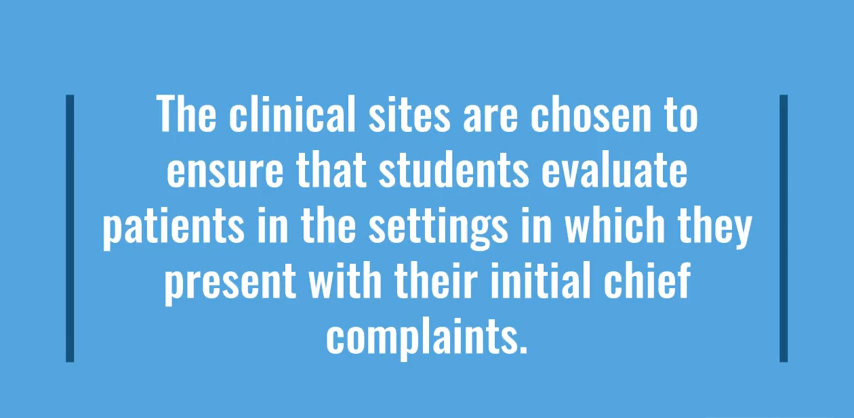 The clinical sites are chosen to
ensure that students evaluate
patients in the settings in which they
present with their initial chief
complaints.